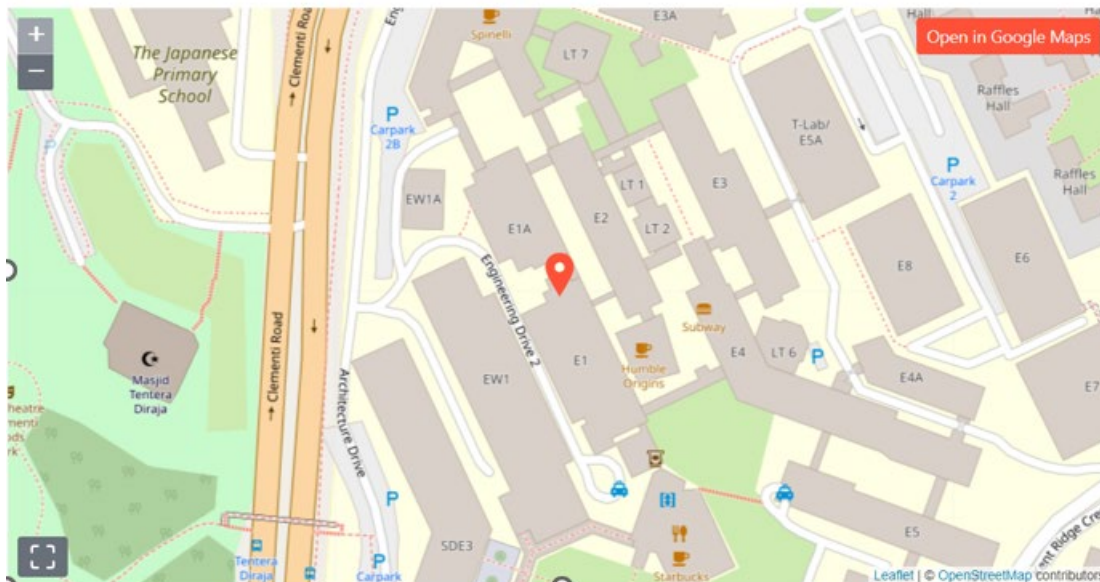 +
−
The Japanese
Primary
School
Clementi Road
Spinelli
E3A
LT 7
Hall
Open in Google Maps
Raffles
Hall
P
Carpark
2B
T-Lab/
E5A
P
Carpark
2
Raffles
Hall
EW1A
E1A
E2
LT 1
LT 2
E3
E8
E6
Engineering Drive 2
Clementi Road
Masjid
Tentera
Diraja
Architecture Drive
EW1
E1
Humble
Origins
Subway
E4
LT 6
P
E4A
E7
P
SDE3
Tentera
Diraja
P
Carpark
Starbucks
E5
Leaflet | © OpenStreetMap contributors